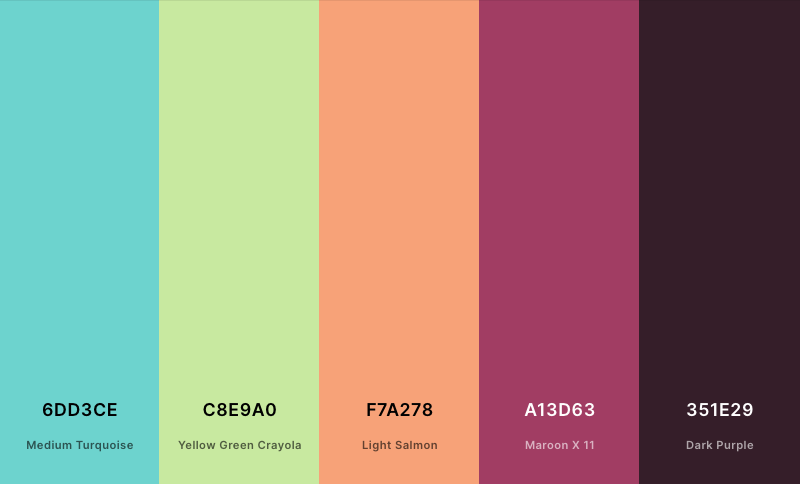 6DD3CE
Medium Turquoise
C8E9A0
Yellow Green Crayola
F7A278
Light Salmon
A13D63
Maroon X 11
351E29
Dark Purple